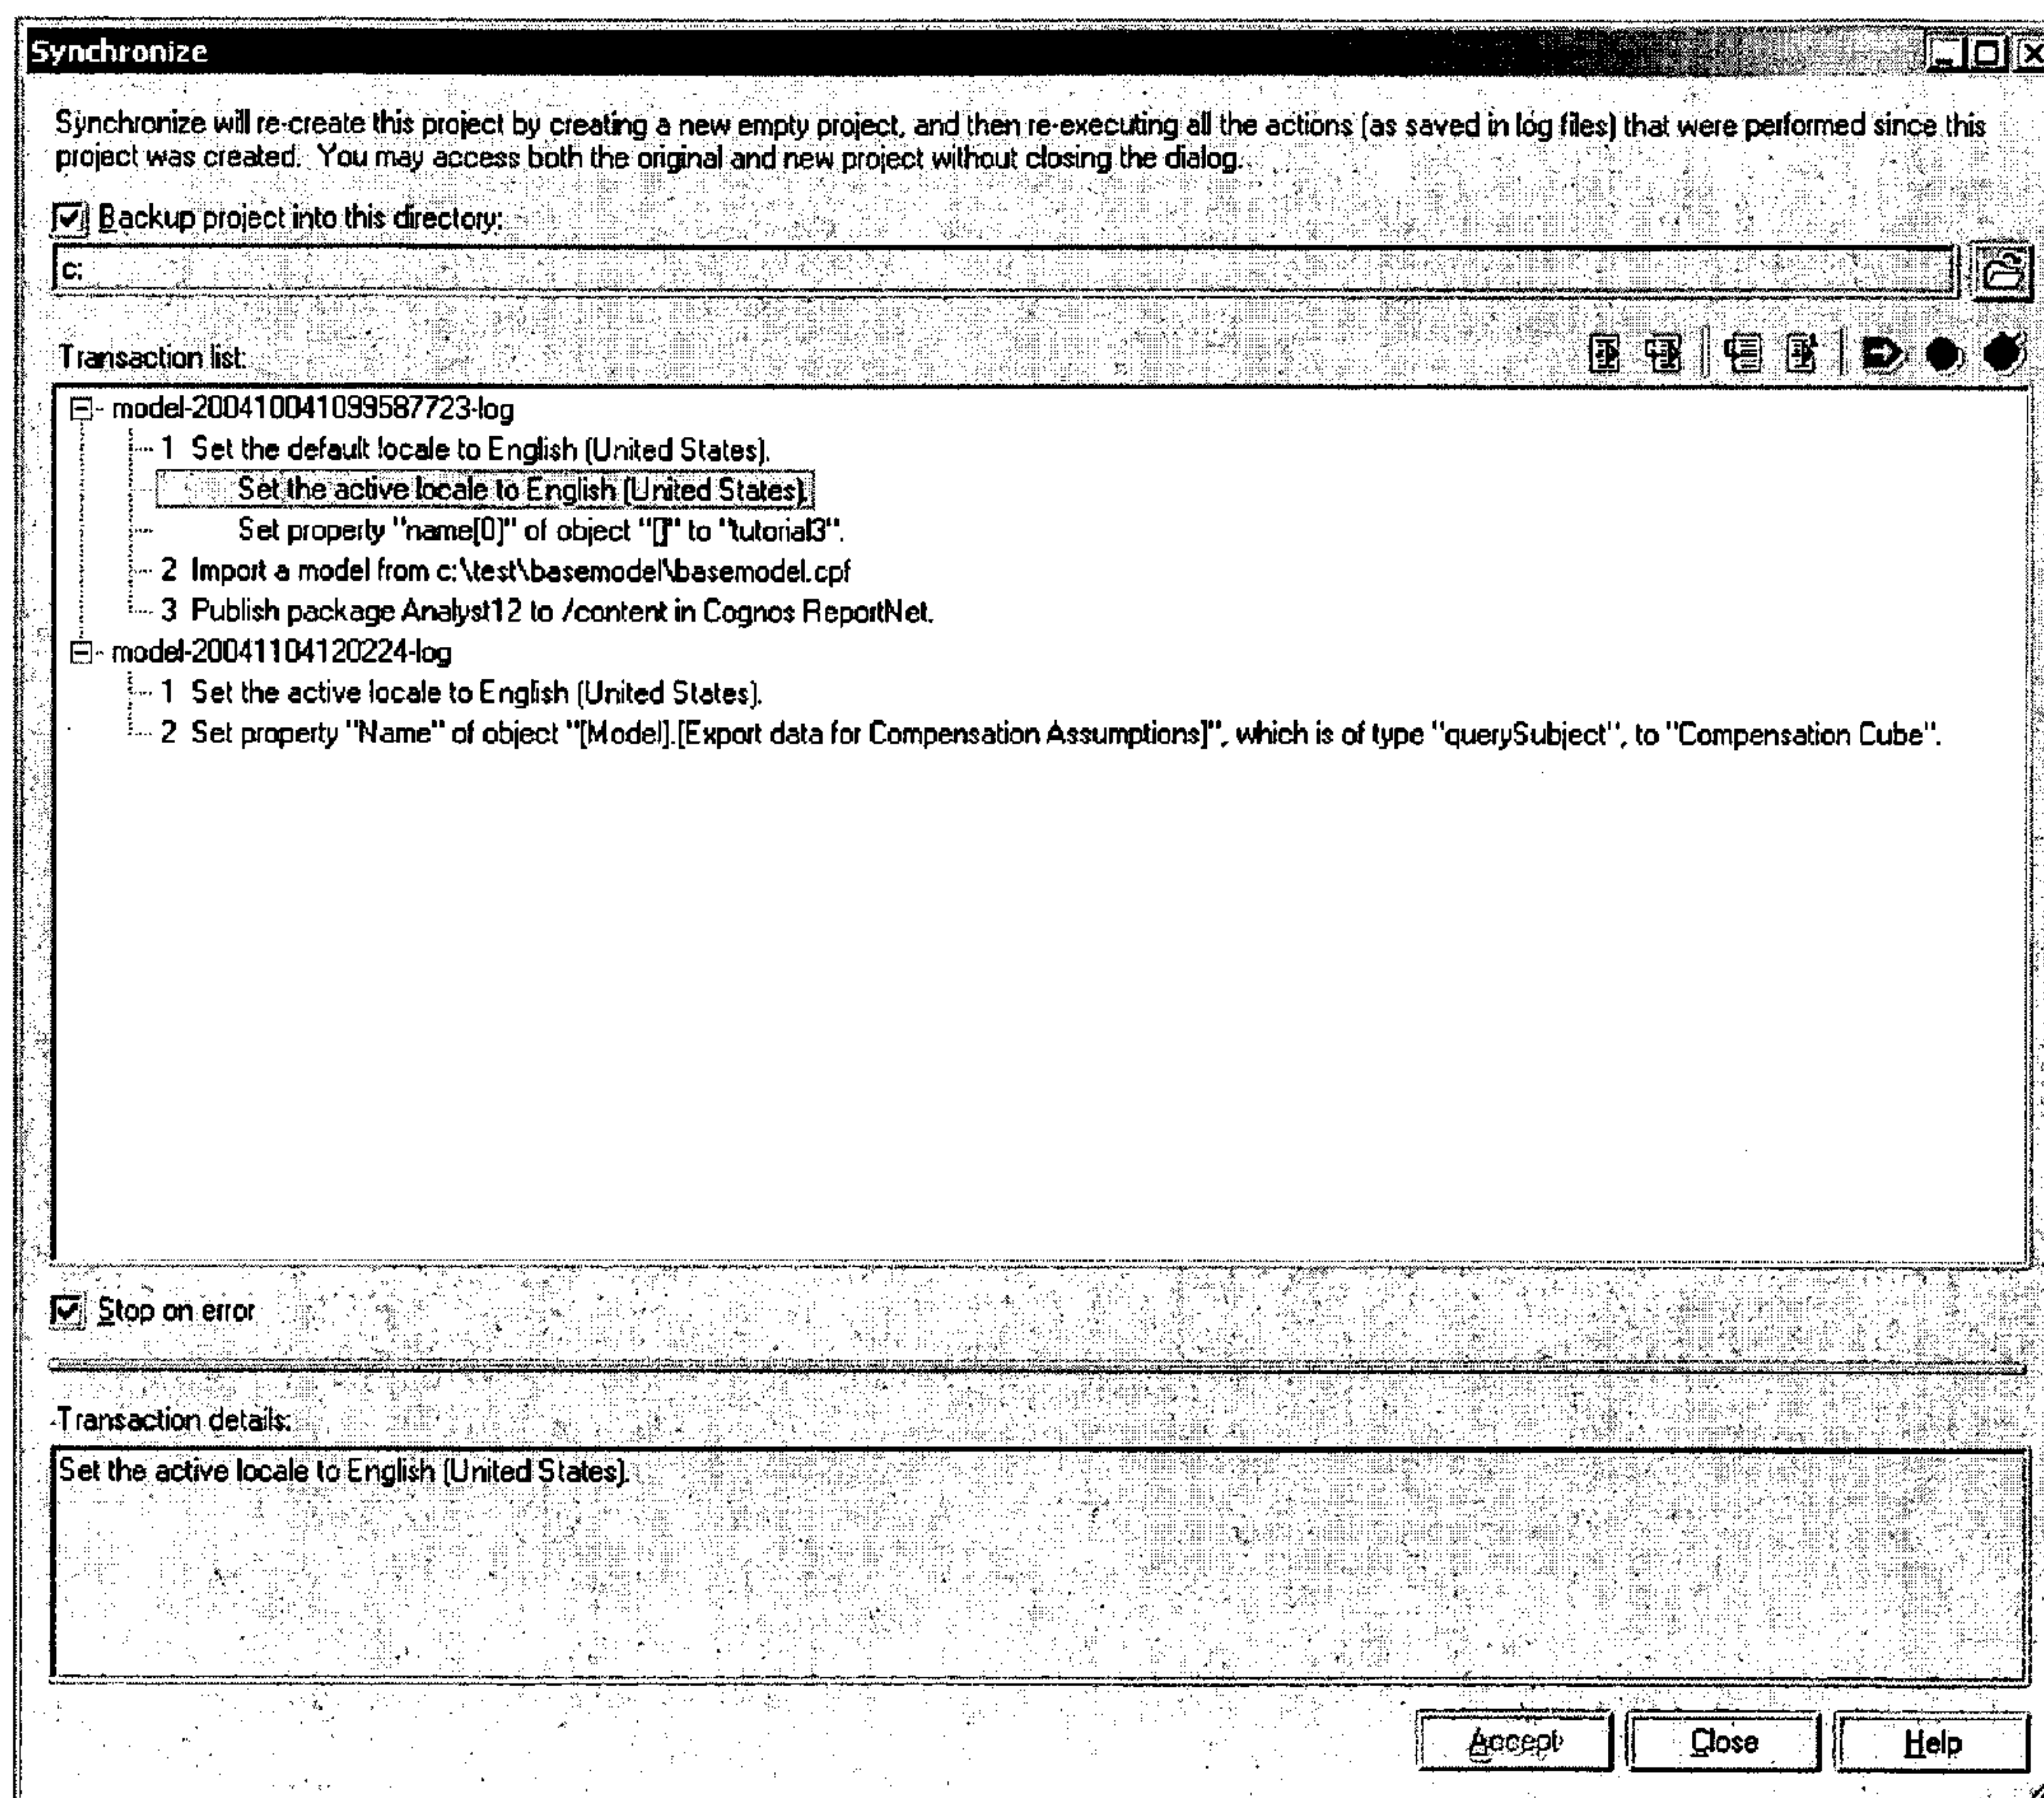 Synchronize
Synchronize will re-create this project by creating a new empty project, and then re-executing all the actions (as saved in log files) that were performed since this
project was created. You may access both the original and new project without closing the dialog.
Backup project into this directory:
c:
Transaction list:
model-200410041099587723-log
1 Set the default locale to English (United States).
Set the active locale to English (United States).
Set property "name[0]" of object "[]" to "tutorial3".
2 Import a model from c:\test\basemodel\basemodel.cpf
3 Publish package Analyst12 to /content in Cognos ReportNet.
model-20041104120224-log
1 Set the active locale to English (United States).
2 Set property "Name" of object "[Model].[Export data for Compensation Assumptions]", which is of type "querySubject", to "Compensation Cube".
Stop on error
Transaction details:
Set the active locale to English (United States).
Accept Close Help